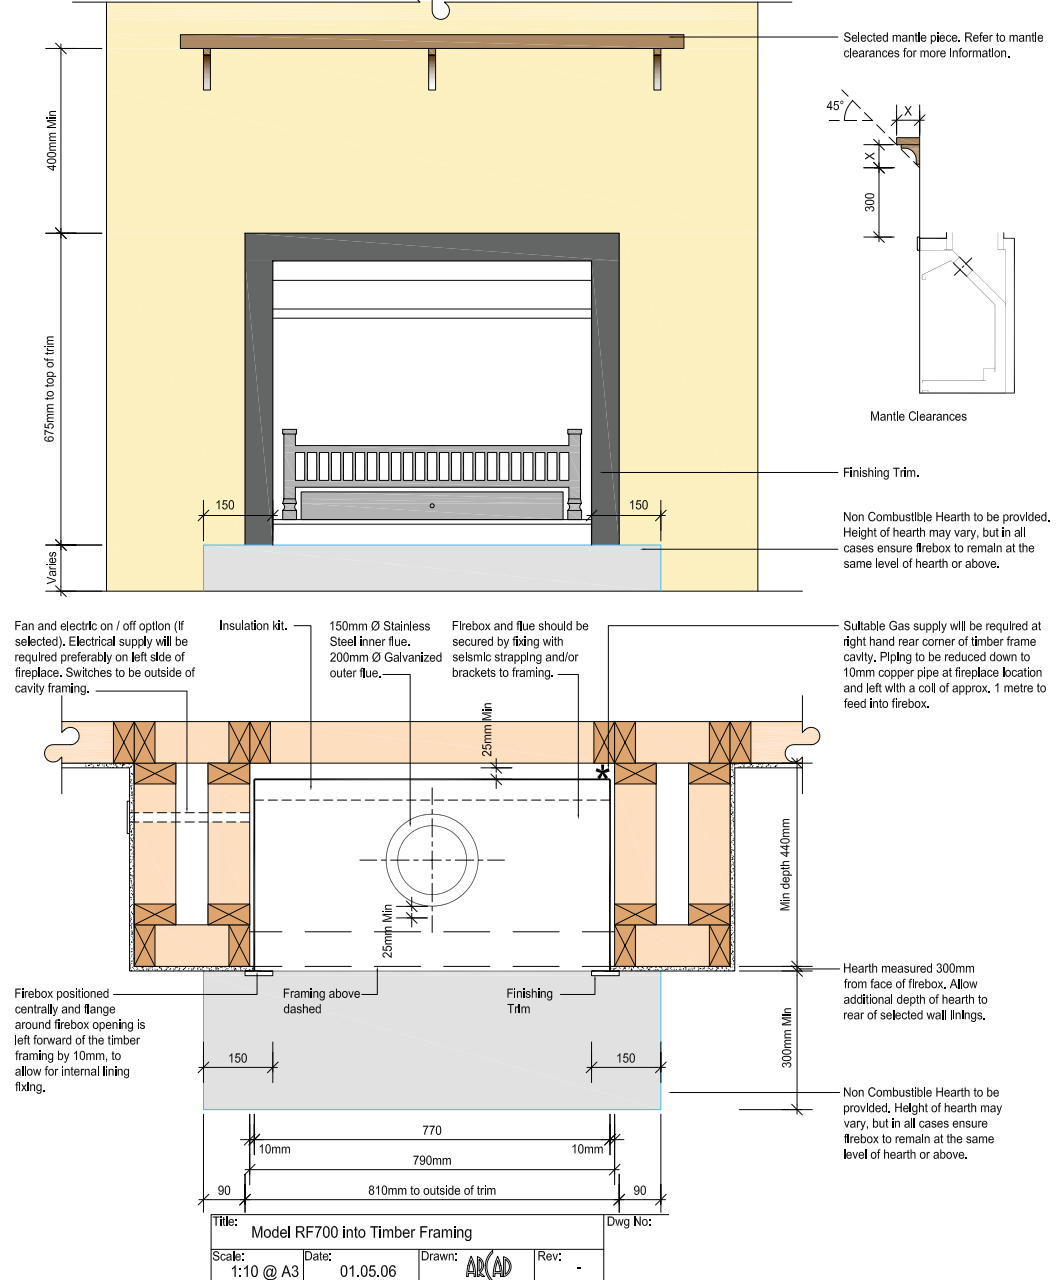 Selected mantle piece. Refer to mantle
clearances for more Information.
400mm Min
45°
X
X
300
Mantle Clearances
675mm to top of trim
Finishing Trim.
150
150
Non Combustible Hearth to be provided.
Height of hearth may vary, but in all
cases ensure firebox to remain at the
same level of hearth or above.
Varies
Fan and electric on / off option (if
selected). Electrical supply will be
required preferably on left side of
fireplace. Switches to be outside of
cavity framing.
Insulation kit.
150mm Ø Stainless
Steel inner flue.
200mm Ø Galvanized
outer flue.
Firebox and flue should be
secured by fixing with
seismic strapping and/or
brackets to framing.
Suitable Gas supply will be required at
right hand rear corner of timber frame
cavity. Piping to be reduced down to
10mm copper pipe at fireplace location
and left with a coil of approx. 1 metre to
feed into firebox.
25mm Min
*
Min depth 440mm
25mm Min
Firebox positioned
centrally and flange
around firebox opening is
left forward of the timber
framing by 10mm, to
allow for internal lining
fixing.
Framing above
dashed
Finishing
Trim
Hearth measured 300mm
from face of firebox. Allow
additional depth of hearth to
rear of selected wall linings.
300mm Min
150
150
Non Combustible Hearth to be
provided. Height of hearth may
vary, but in all cases ensure
firebox to remain at the same
level of hearth or above.
770
10mm
10mm
790mm
90
810mm to outside of trim
90
Title:
Model RF700 into Timber Framing
Dwg No:
Scale:
1:10 @ A3
Date:
01.05.06
Drawn:
ARCAD
Rev:
-